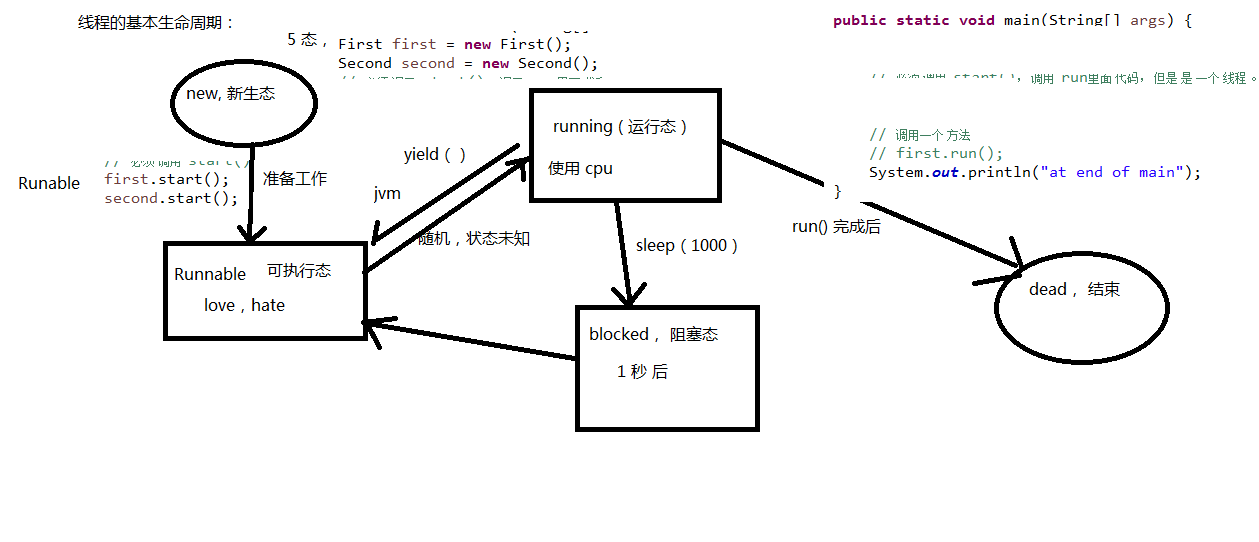 线程的基本生命周期：
public static void main(String[] args) {
5 态，
First first = new First();
Second second = new Second();
// 必须调用 start()，调用 run里面代码，但是是一个线程。
new, 新生态
running ( 运行态 )
使用 cpu
// 调用一个方法
// first.run();
System.out.println("at end of main");
}
yield ( )
jvm
// 必须调用 start()
first.start();
second.start();
准备工作
Runable
随机，状态未知
sleep ( 1000 )
run() 完成后
Runnable 可执行态
love , hate
dead， 结束
blocked， 阻塞态
1 秒 后